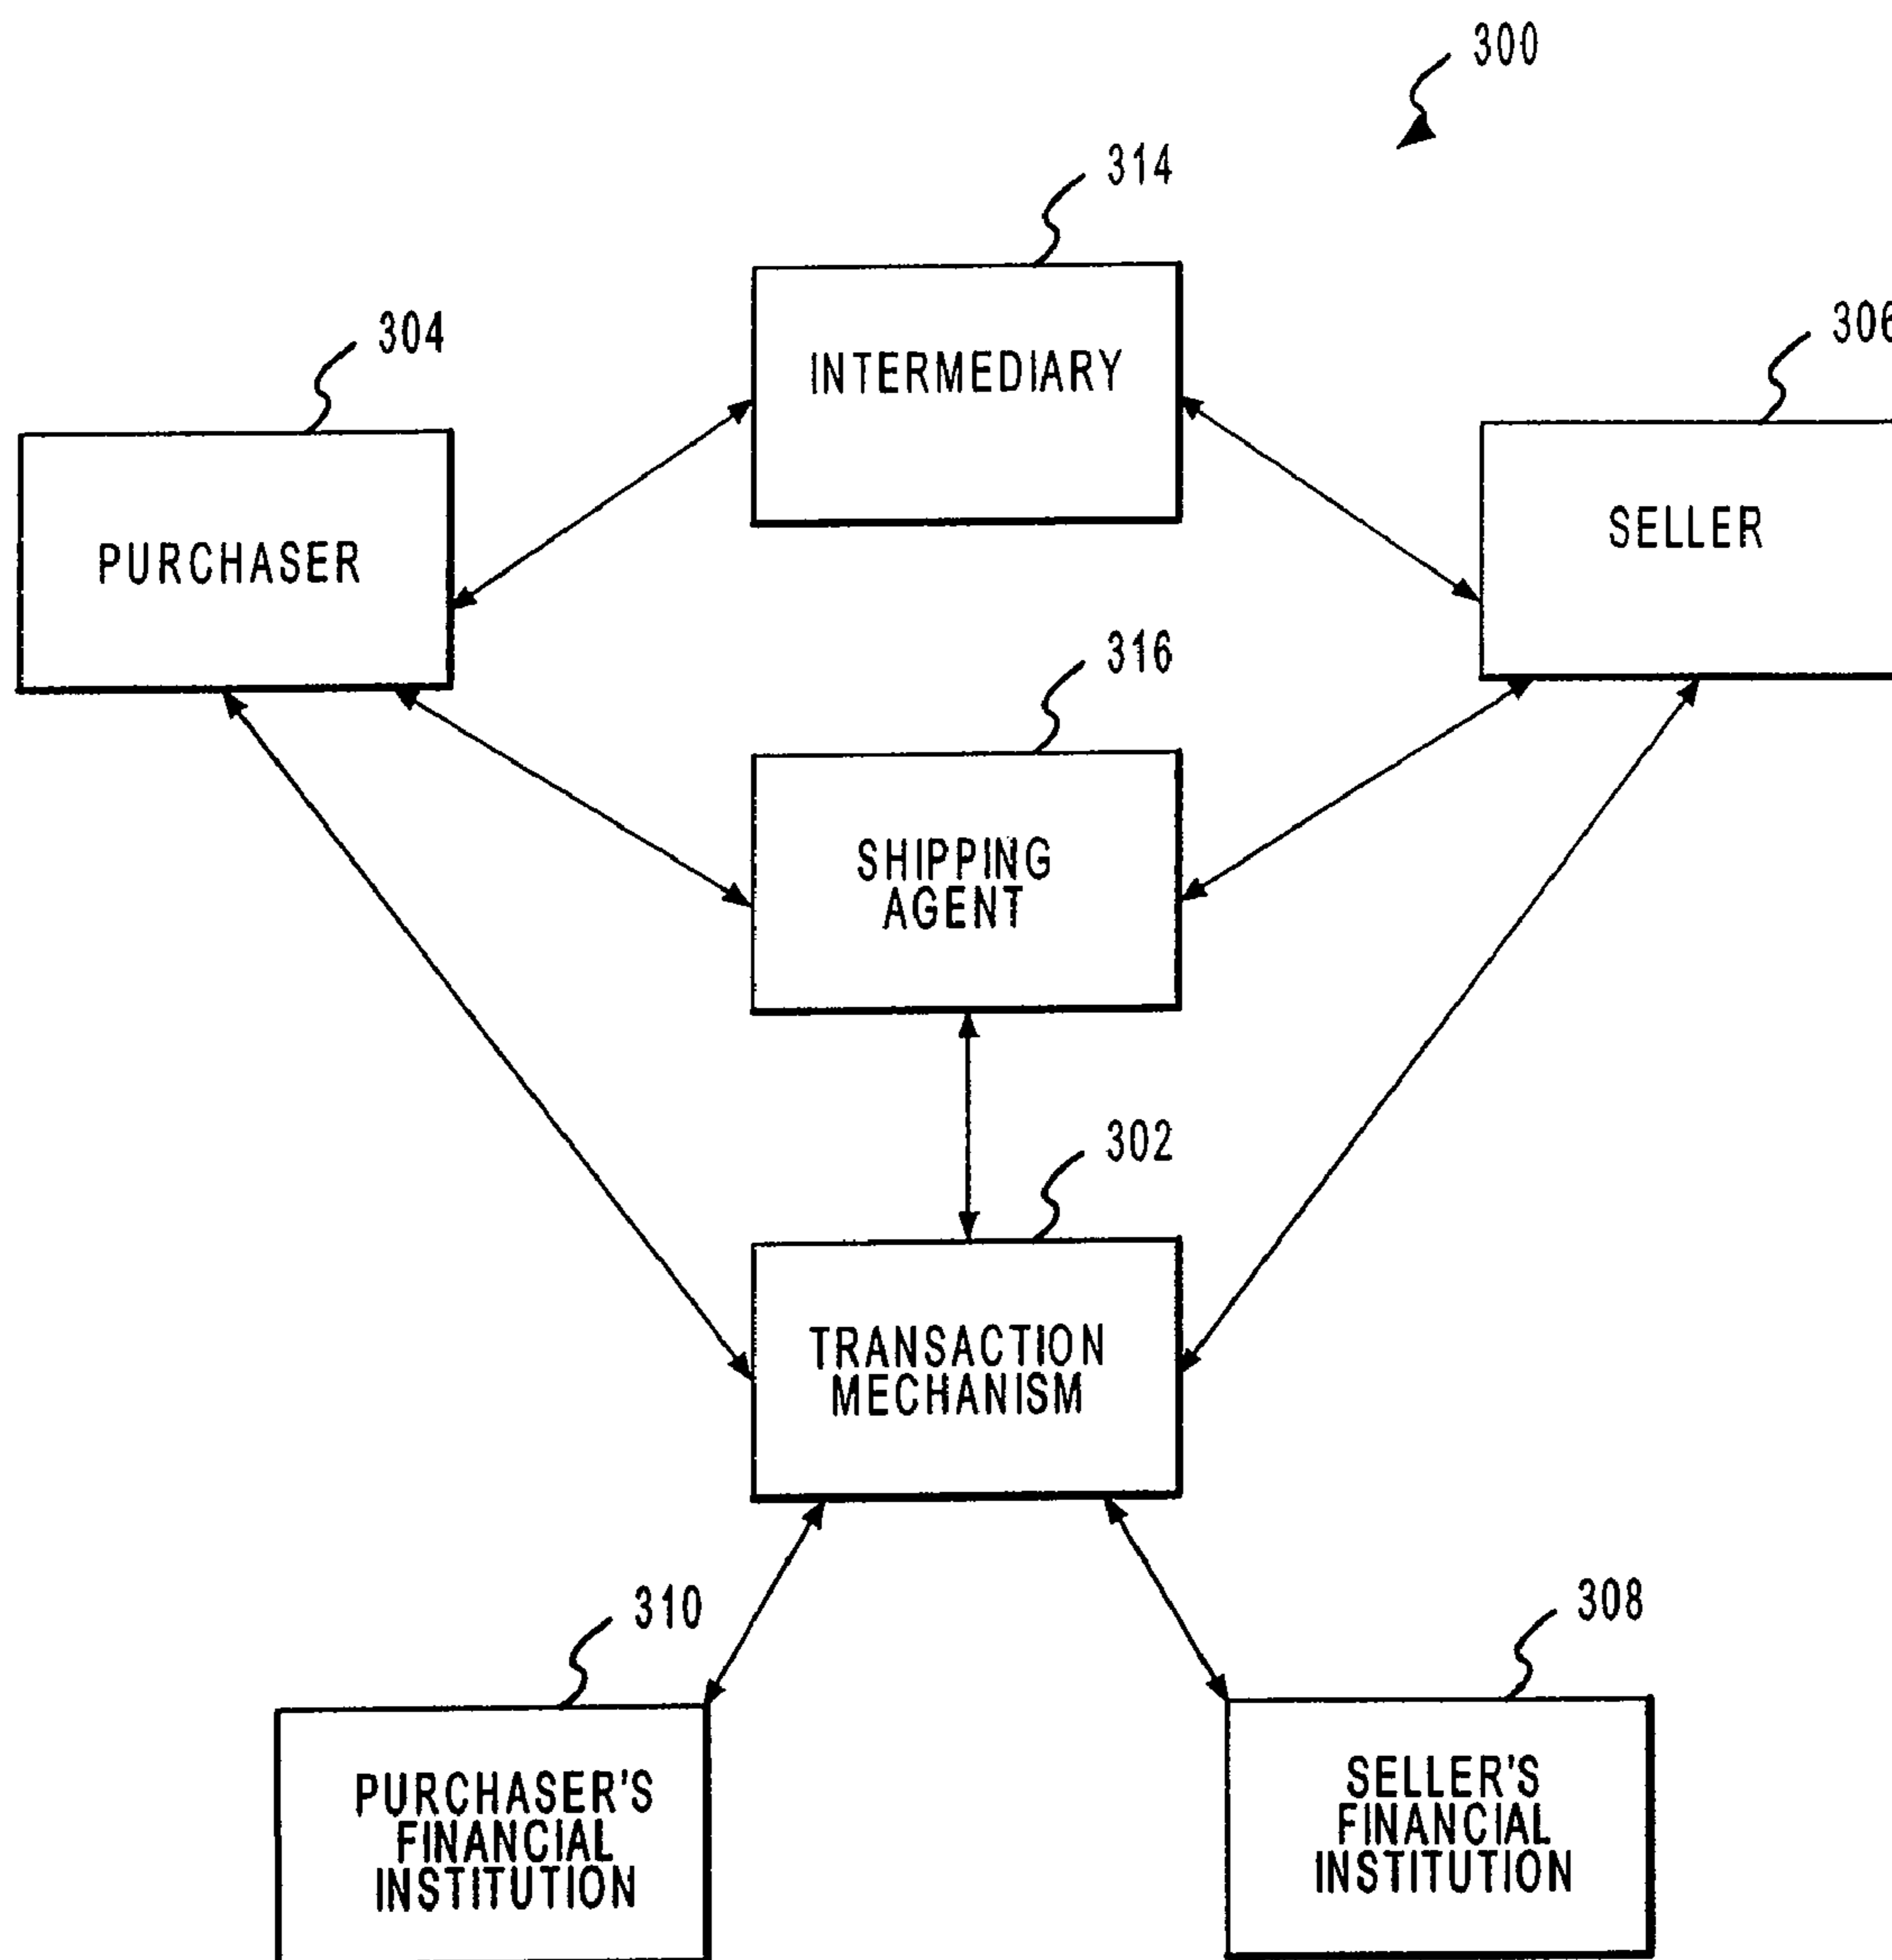 300
314
304
306
INTERMEDIARY
SELLER
PURCHASER
316
SHIPPING
AGENT
302
TRANSACTION
MECHANISM
310
308
PURCHASER'S
FINANCIAL
INSTITUTION
SELLER'S
FINANCIAL
INSTITUTION